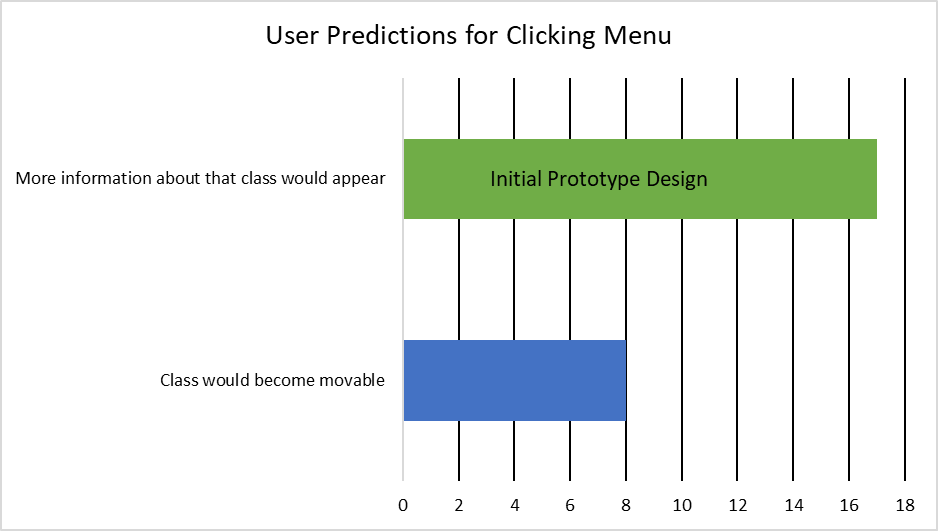 User Predictions for Clicking Menu
More information about that class would appear
Initial Prototype Design
Class would become movable
0 2 4 6 8 10 12 14 16 18